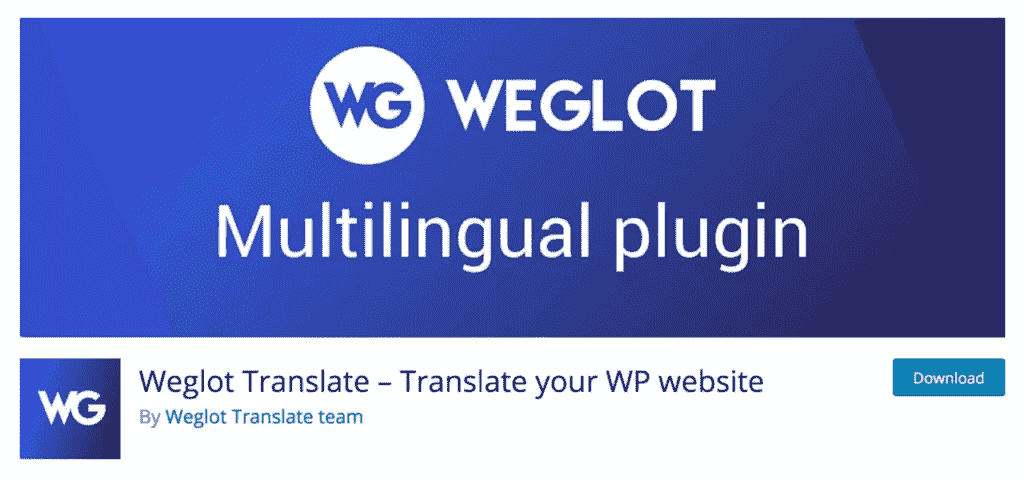 WG WEGLOT
Multilingual plugin
WG
Weglot Translate – Translate your WP website
Download
By Weglot Translate team